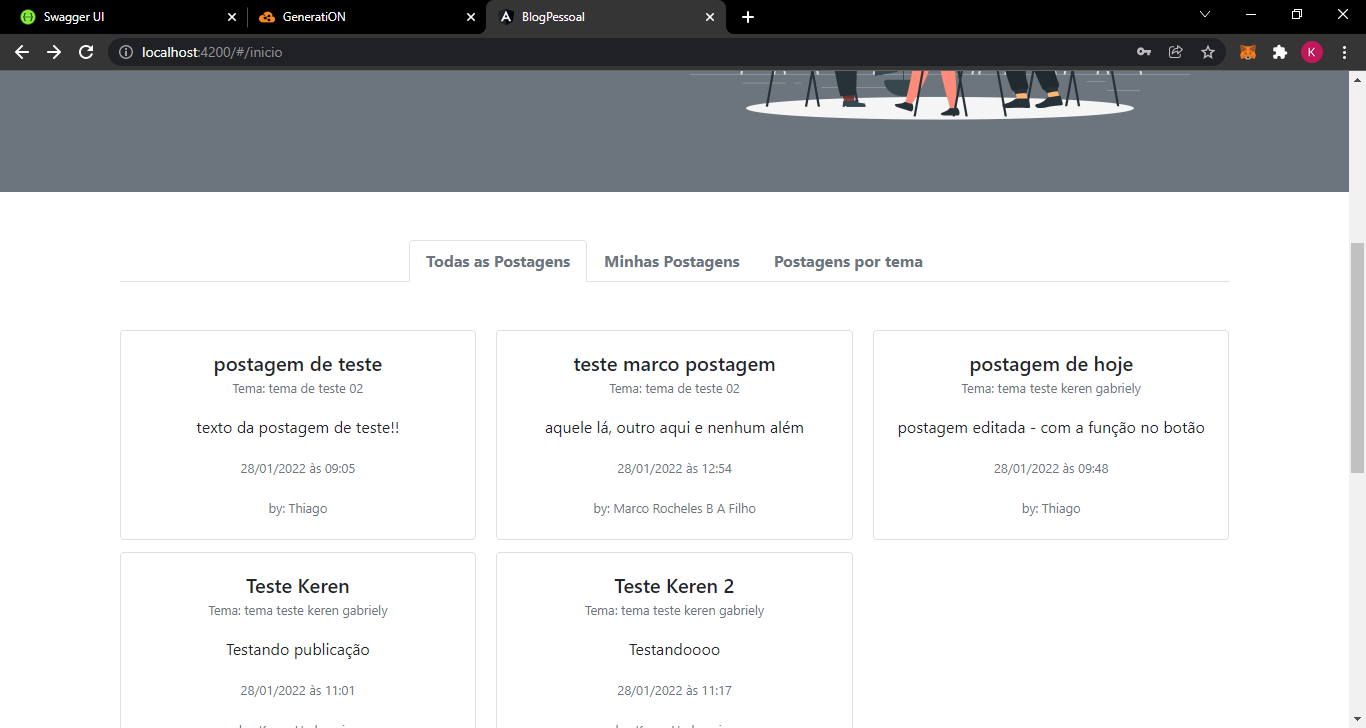 Swagger UI
GeneratiON
BlogPessoal
localhost:4200/#/inicio
K
Todas as Postagens
Minhas Postagens
Postagens por tema
postagem de teste
Tema: tema de teste 02
texto da postagem de teste!!
28/01/2022 às 09:05
by: Thiago
teste marco postagem
Tema: tema de teste 02
aquele lá, outro aqui e nenhum além
28/01/2022 às 12:54
by: Marco Rocheles B A Filho
postagem de hoje
Tema: tema teste keren gabriely
postagem editada - com a função no botão
28/01/2022 às 09:48
by: Thiago
Teste Keren
Tema: tema teste keren gabriely
Testando publicação
28/01/2022 às 11:01
Teste Keren 2
Tema: tema teste keren gabriely
Testandoooo
28/01/2022 às 11:17